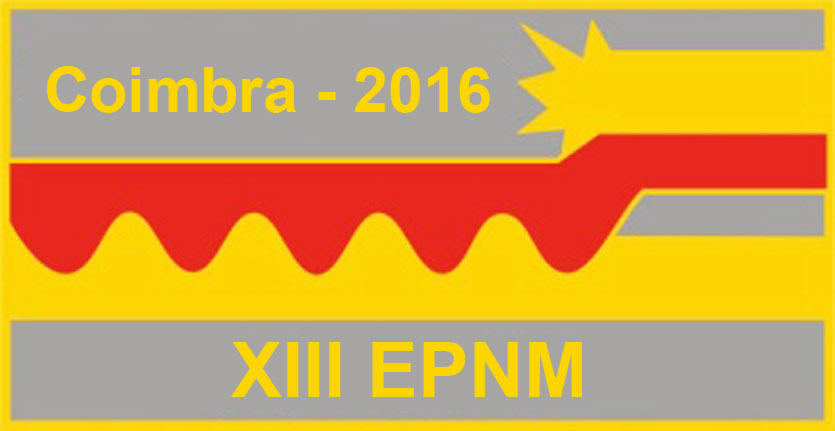 Coimbra - 2016
XIII EPNM